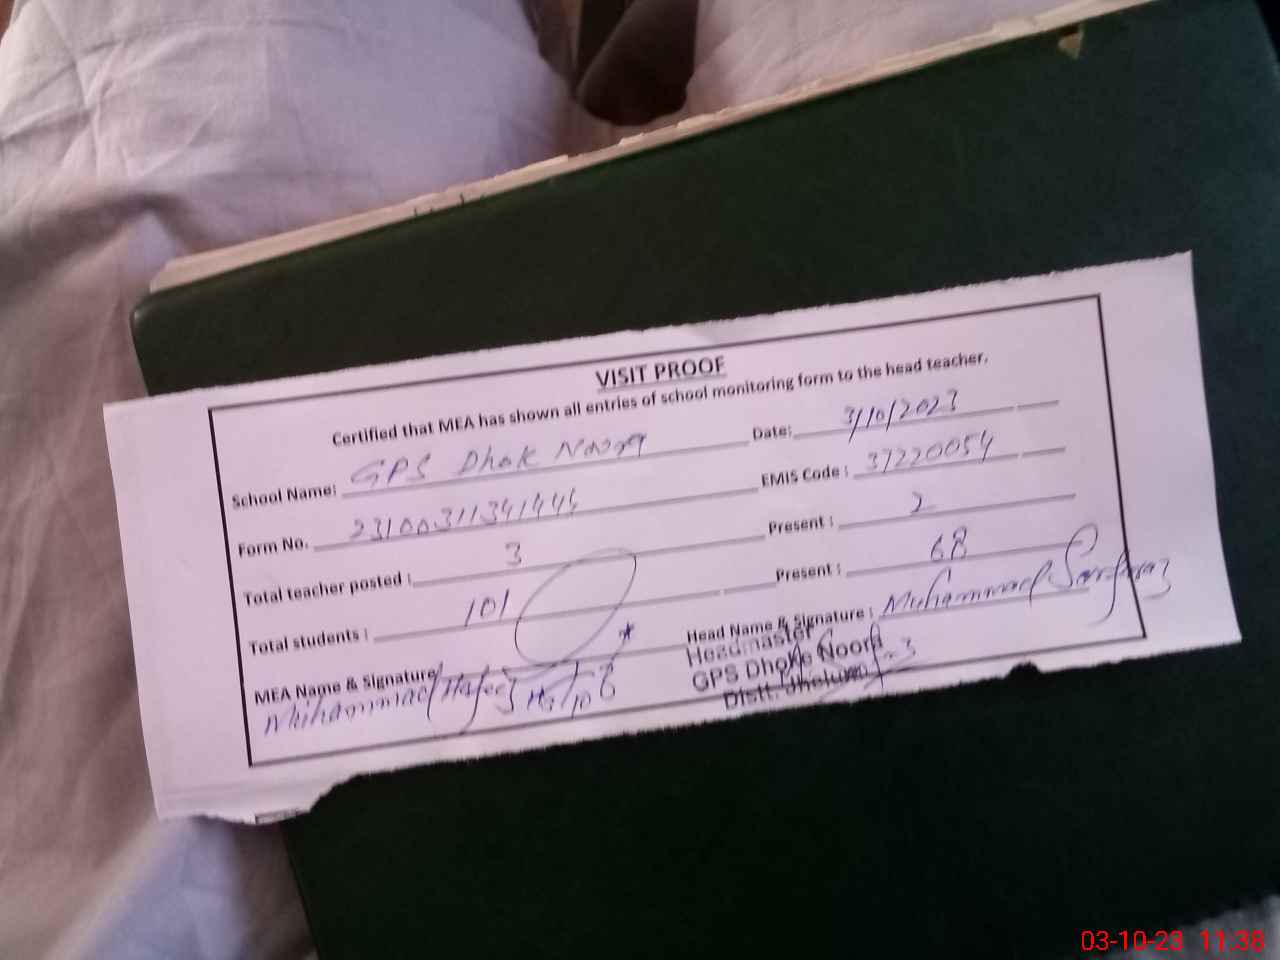 VISIT PROOF
Certified that MEA has shown all entries of school monitoring form to the head teacher.
School Name: GPS Dhok Noora Date: 3/10/2023
Form No. 23100311341444 EMIS Code : 37220054
Total teacher posted : 3 Present : 2
Total students : 101 Present : 68
MEA Name & Signature Head Name & Signature : Muhammad Sarfraz
Muhammad Hafeez
Headmaster
GPS Dhoke Noora
Distt. Jhelum
03-10-23 11:38